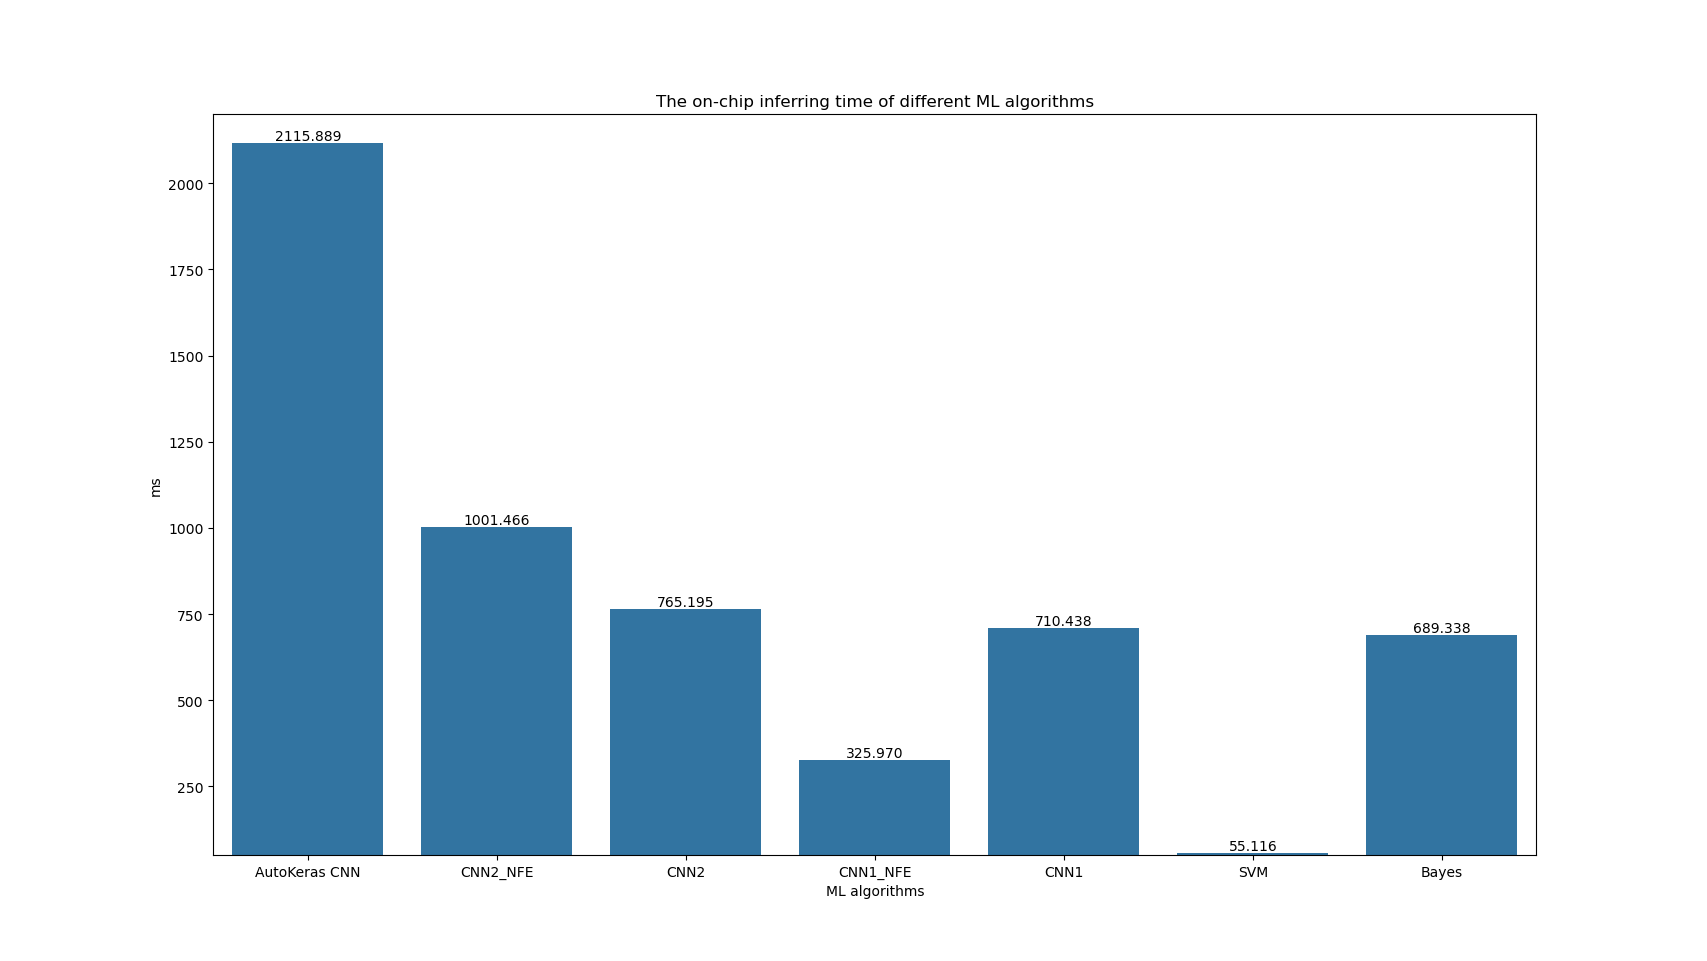 The on-chip inferring time of different ML algorithms
2115.889
2000
1750
1500
1250
ms
1000
750
500
250
1001.466
765.195
325.970
710.438
55.116
689.338
AutoKeras CNN
CNN2_NFE
CNN2
CNN1_NFE
CNN1
SVM
Bayes
ML algorithms